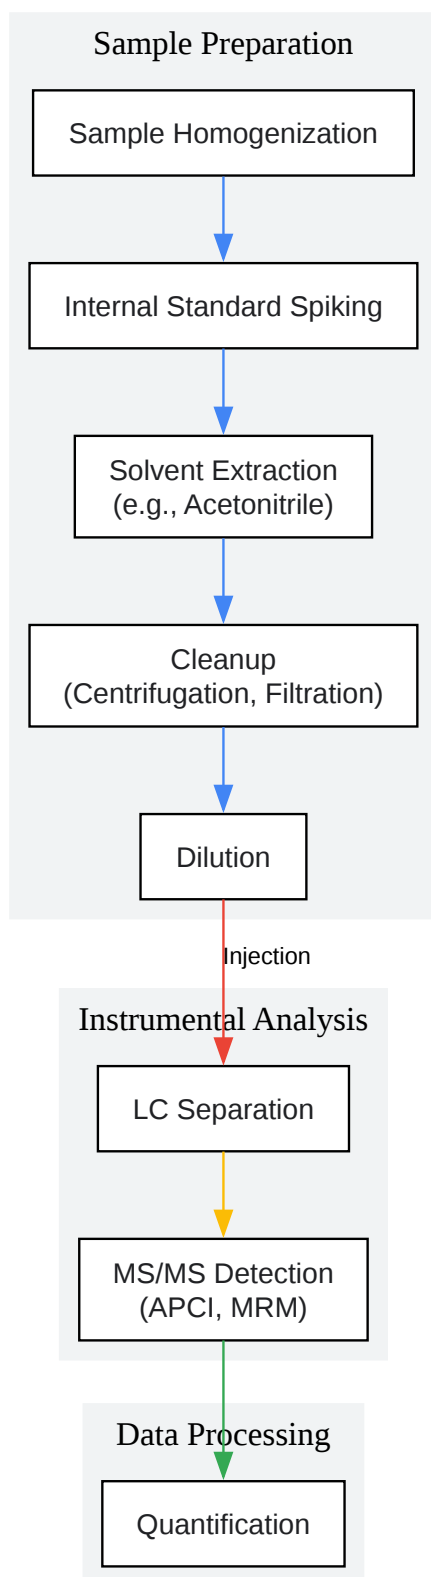 Sample Preparation
Sample Homogenization
Internal Standard Spiking
Solvent Extraction
(e.g., Acetonitrile)
Cleanup
(Centrifugation, Filtration)
Dilution
Injection
Instrumental Analysis
LC Separation
MS/MS Detection
(APCI, MRM)
Data Processing
Quantification